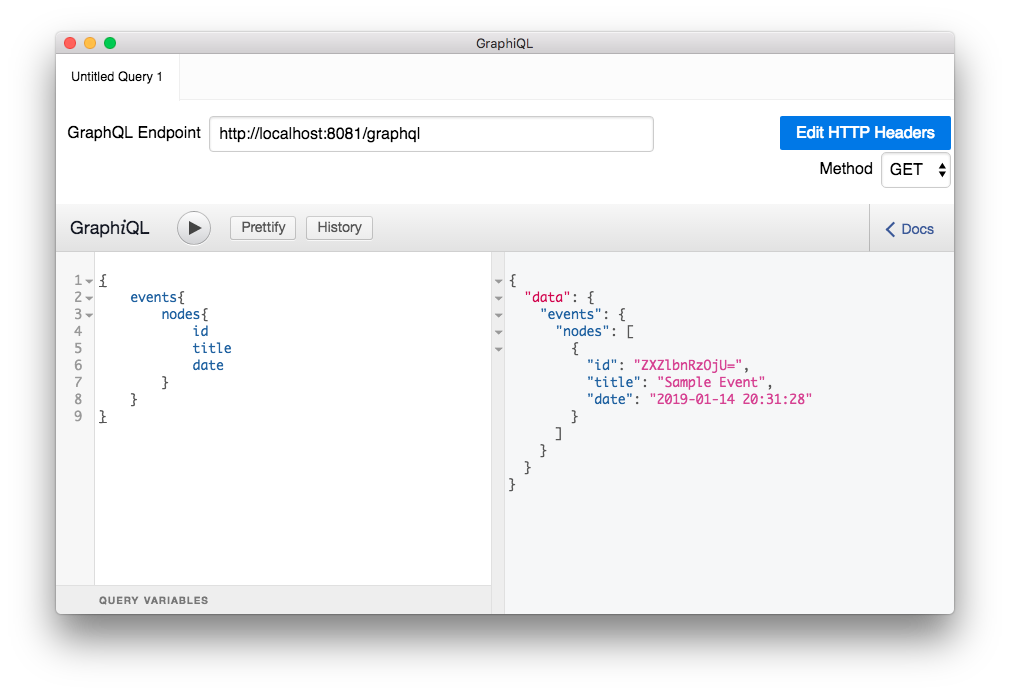 GraphiQL
Untitled Query 1
GraphQL Endpoint http://localhost:8081/graphql Edit HTTP Headers
Method GET
GraphiQL Prettify History Docs
1 {
2 events{
3 nodes{
4 id
5 title
6 date
7 }
8 }
9 }
QUERY VARIABLES
{
"data": {
"events": {
"nodes": [
{
"id": "ZXZlbnRzOjU=",
"title": "Sample Event",
"date": "2019-01-14 20:31:28"
}
]
}
}
}